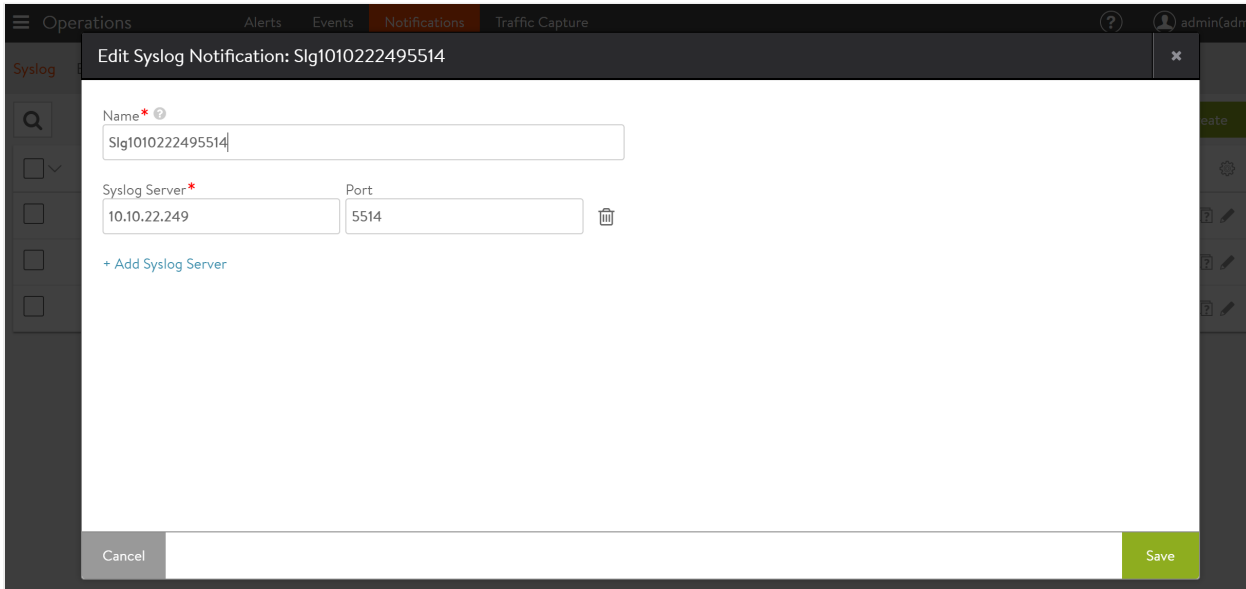 Operations Alerts Events Notifications Traffic Capture ? admin(adm
Edit Syslog Notification: Slg1010222495514
Syslog
Name* ?
eate
Slg1010222495514
Syslog Server* Port
10.10.22.249 5514
+ Add Syslog Server
Cancel Save